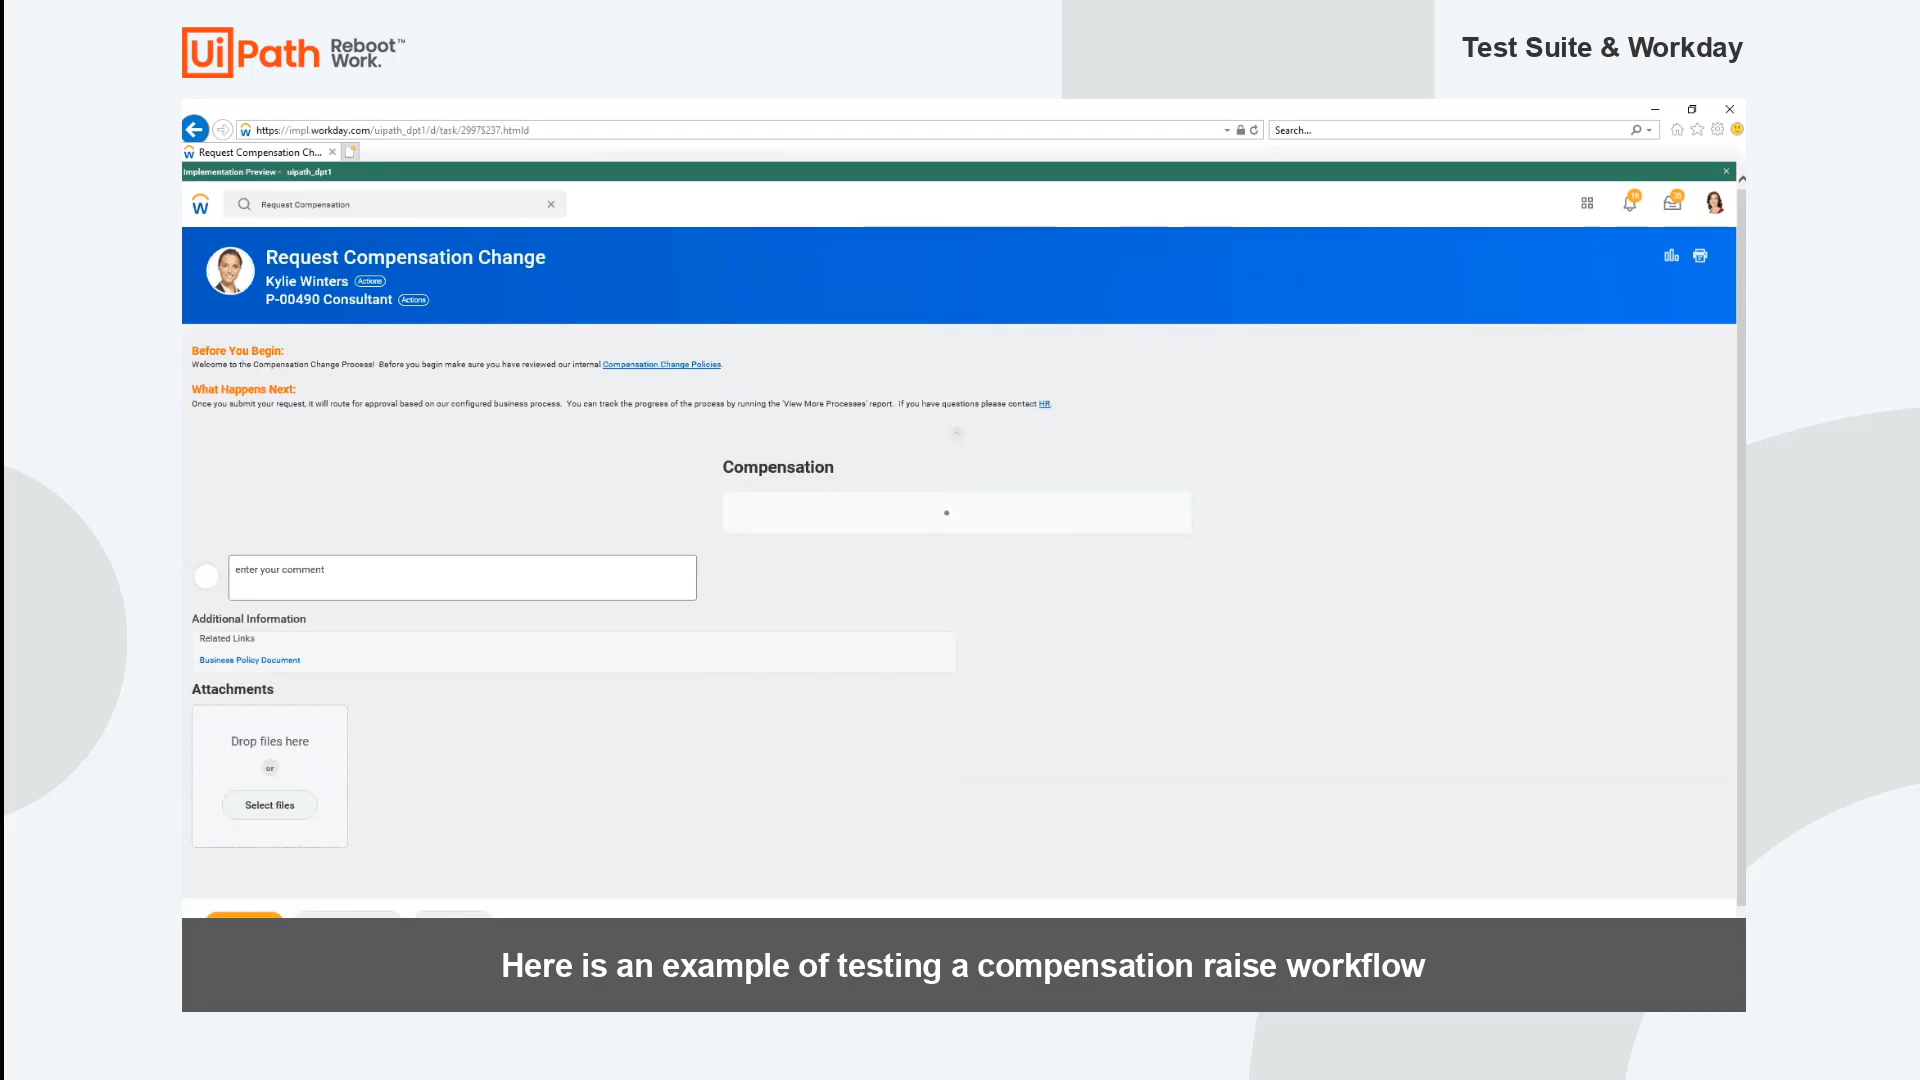 UiPath Reboot Work.™
Test Suite & Workday
https://impl.workday.com/uipath_dpt1/d/task/2997$237.htmld
Search...
Request Compensation Ch...
Implementation Preview - uipath_dpt1
Request Compensation
Request Compensation Change
Kylie Winters Actions
P-00490 Consultant Actions
Before You Begin:
Welcome to the Compensation Change Process! Before you begin make sure you have reviewed our internal Compensation Change Policies.
What Happens Next:
Once you submit your request, it will route for approval based on our configured business process. You can track the progress of the process by running the 'View More Processes' report. If you have questions please contact HR.
Compensation
enter your comment
Additional Information
Related Links
Business Policy Document
Attachments
Drop files here
or
Select files
Here is an example of testing a compensation raise workflow